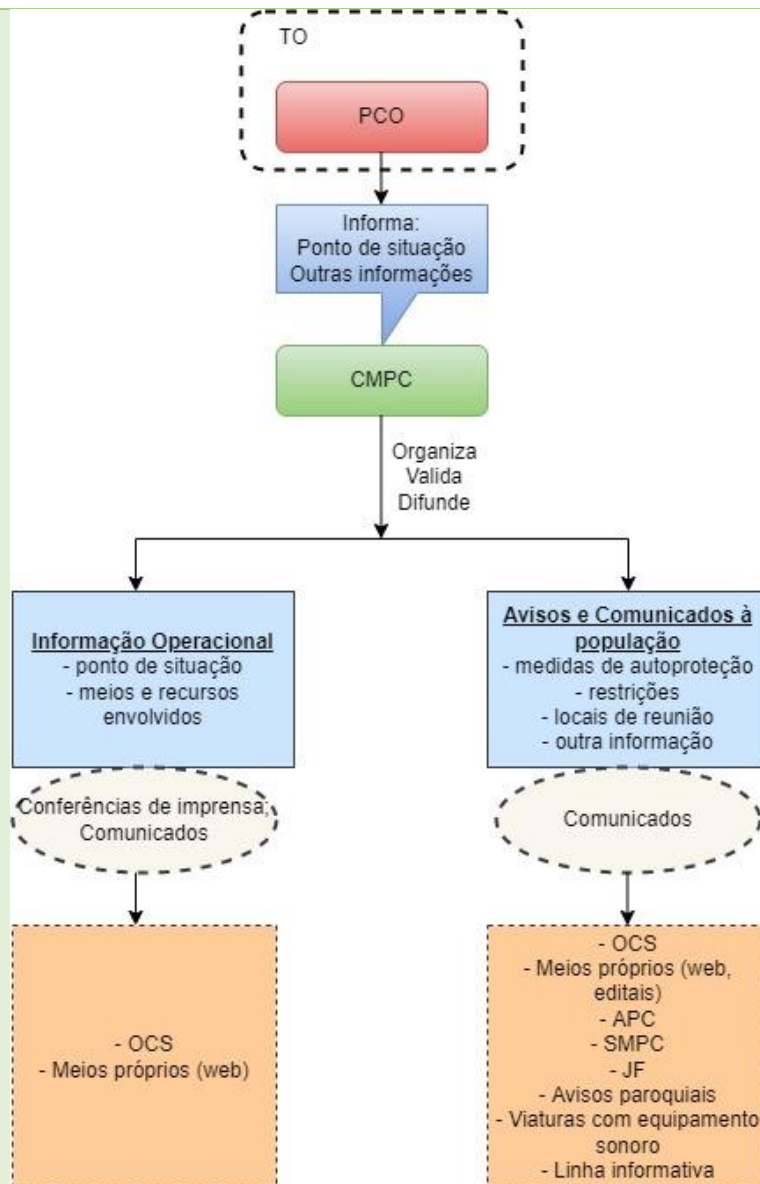 TO
PCO
Informa:
Ponto de situação
Outras informações
CMPC
Organiza
Valida
Difunde
Informação Operacional
- ponto de situação
- meios e recursos
envolvidos
Avisos e Comunicados à
população
- medidas de autoproteção
- restrições
- locais de reunião
- outra informação
Conferências de imprensa,
Comunicados
Comunicados
- OCS
- Meios próprios (web)
- OCS
- Meios próprios (web,
editais)
- APC
- SMPC
- JF
- Avisos paroquiais
- Viaturas com equipamento
sonoro
- Linha informativa